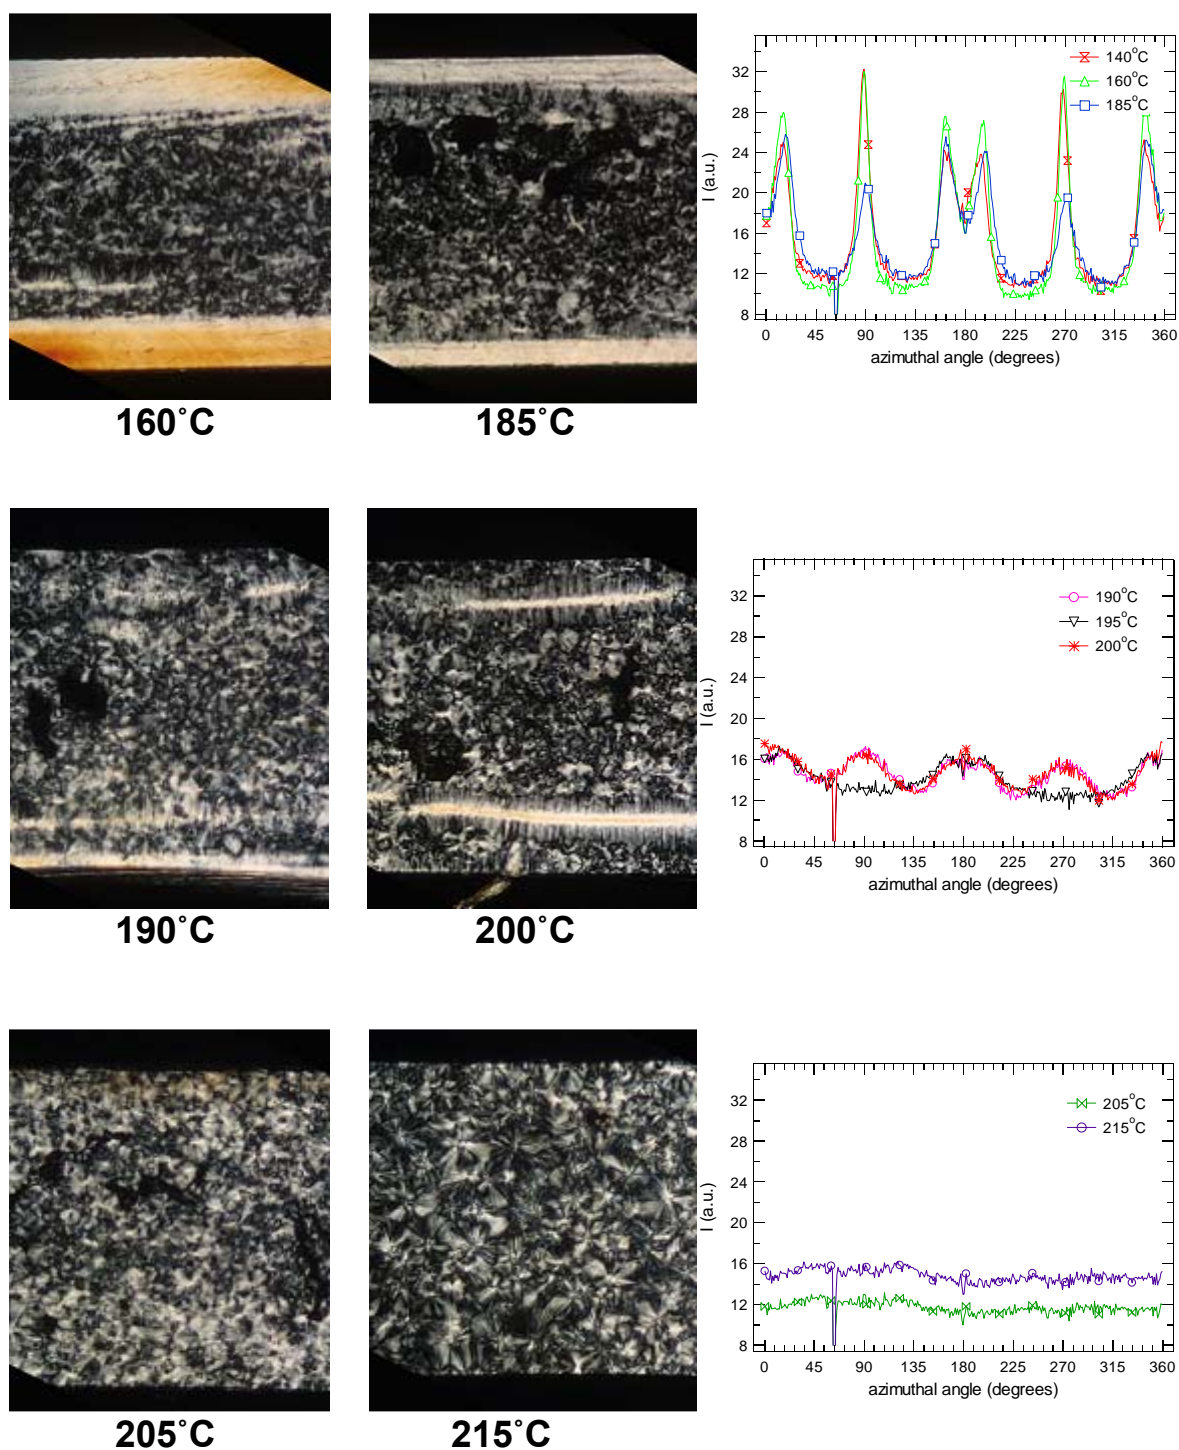 32
28
24
20
16
12
8
I (a.u.)
140°C
160°C
185°C
0 45 90 135 180 225 270 315 360
azimuthal angle (degrees)
160°C
185°C
32
28
24
20
16
12
8
I (a.u.)
190°C
195°C
200°C
0 45 90 135 180 225 270 315 360
azimuthal angle (degrees)
190°C
200°C
32
28
24
20
16
12
8
I (a.u.)
205°C
215°C
0 45 90 135 180 225 270 315 360
azimuthal angle (degrees)
205°C
215°C